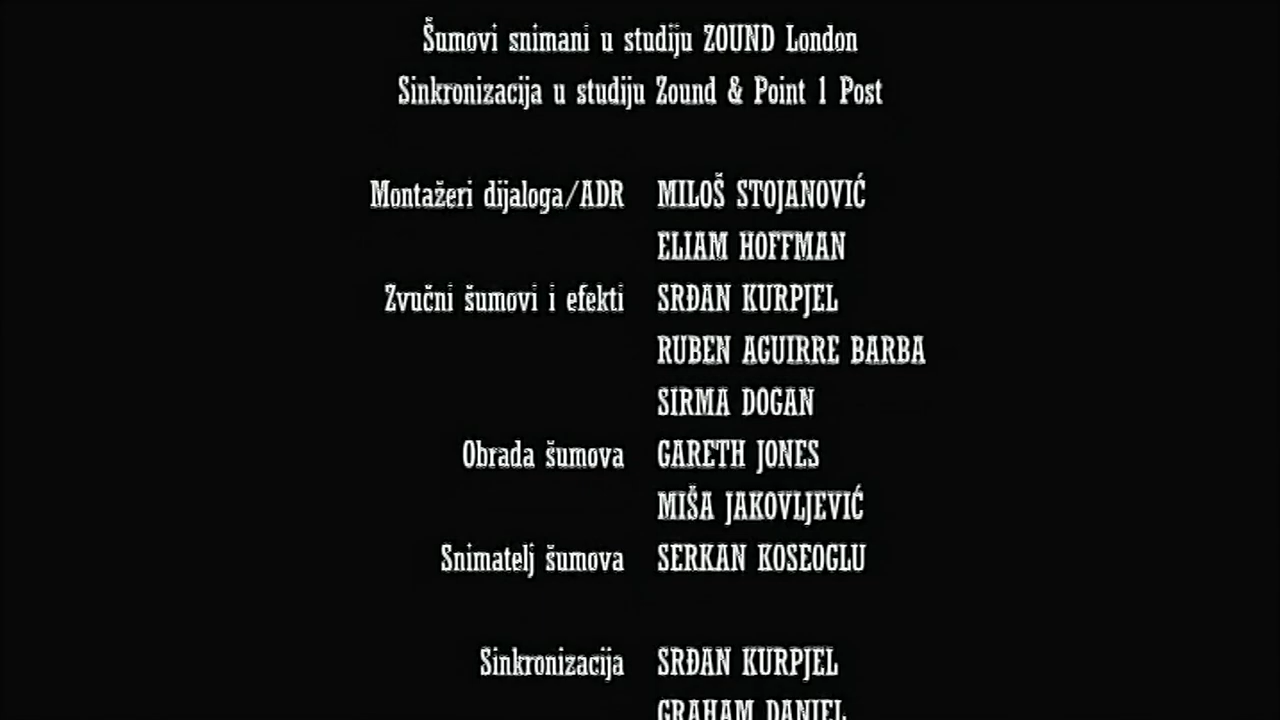 Šumovi snimani u studiju ZOUND London
Sinkronizacija u studiju Zound & Point 1 Post
Montažeri dijaloga/ADR MILOŠ STOJANOVIĆ
ELIAM HOFFMAN
Zvučni šumovi i efekti SRĐAN KURPJEL
RUBEN AGUIRRE BARBA
SIRMA DOGAN
Obrada šumova GARETH JONES
MIŠA JAKOVLJEVIĆ
Snimatelj šumova SERKAN KOSEOGLU
Sinkronizacija SRĐAN KURPJEL
GRAHAM DANIEL